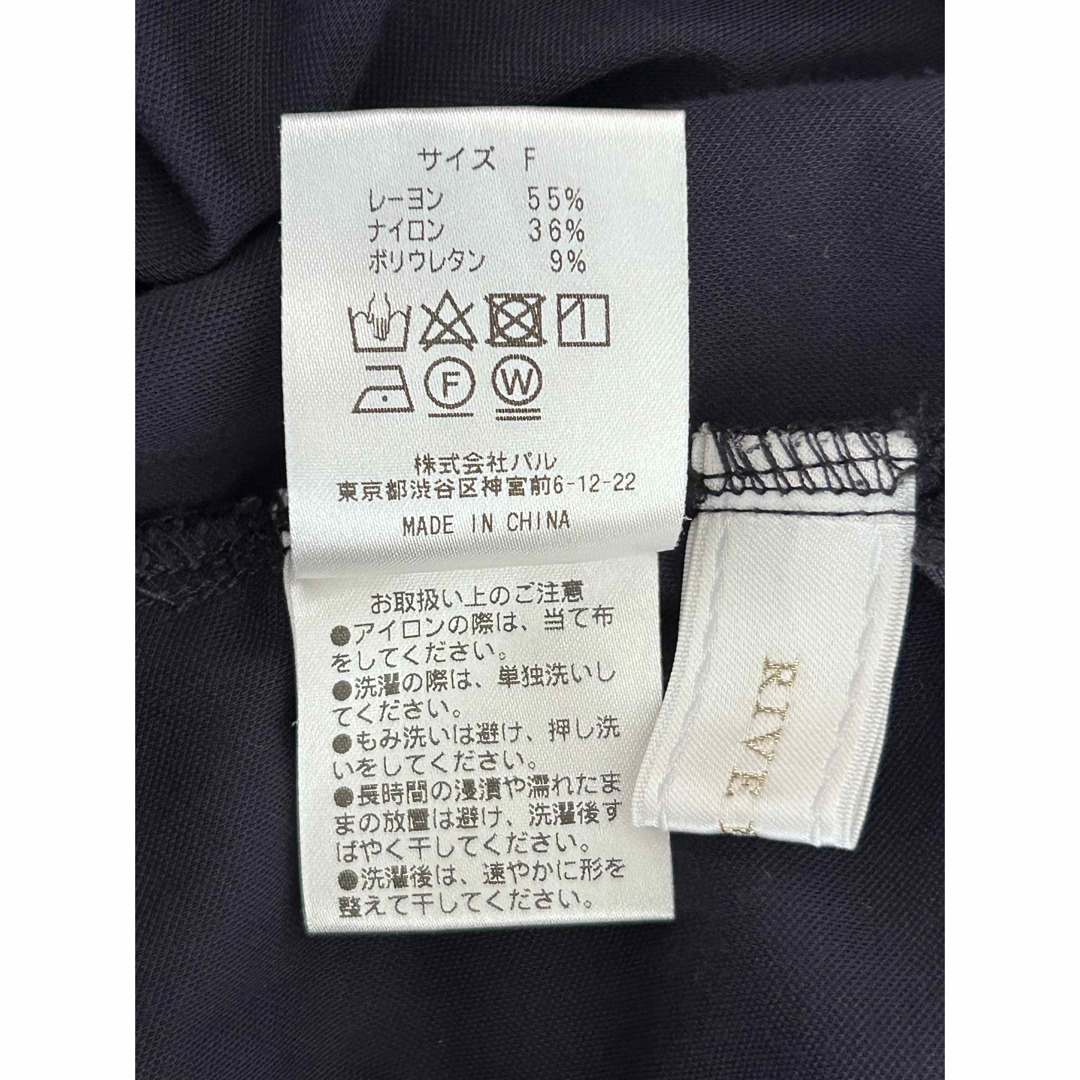 サイズ F
レーヨン 55%
ナイロン 36%
ポリウレタン 9%
F W
株式会社パル
東京都渋谷区神宮前6-12-22
MADE IN CHINA
お取扱い上のご注意
●アイロンの際は、当て布
をしてください。
●洗濯の際は、単独洗いし
てください。
●もみ洗いは避け、押し洗
いをしてください。
●長時間の浸漬や濡れたま
まの放置は避け、洗濯後す
ばやく干してください。
●洗濯後は、速やかに形を
整えて干してください。
RIVE